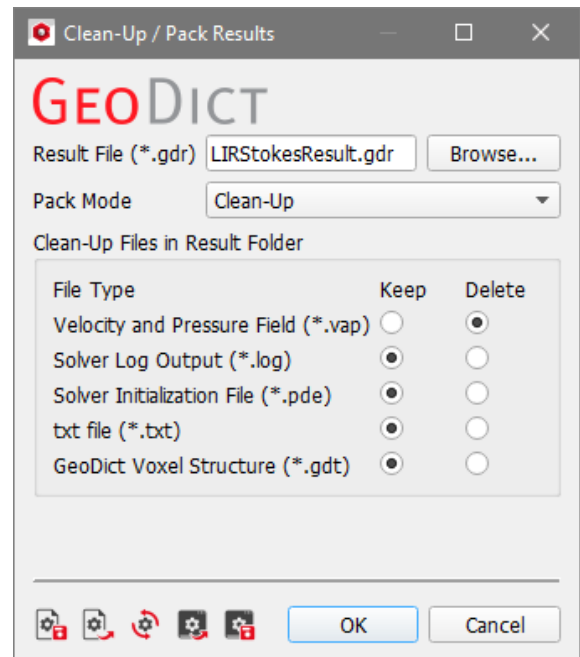 Clean-Up / Pack Results
GEODICT
Result File (*.gdr) LIRStokesResult.gdr Browse...
Pack Mode Clean-Up
Clean-Up Files in Result Folder
File Type Keep Delete
Velocity and Pressure Field (*.vap)
Solver Log Output (*.log)
Solver Initialization File (*.pde)
txt file (*.txt)
GeoDict Voxel Structure (*.gdt)
OK Cancel